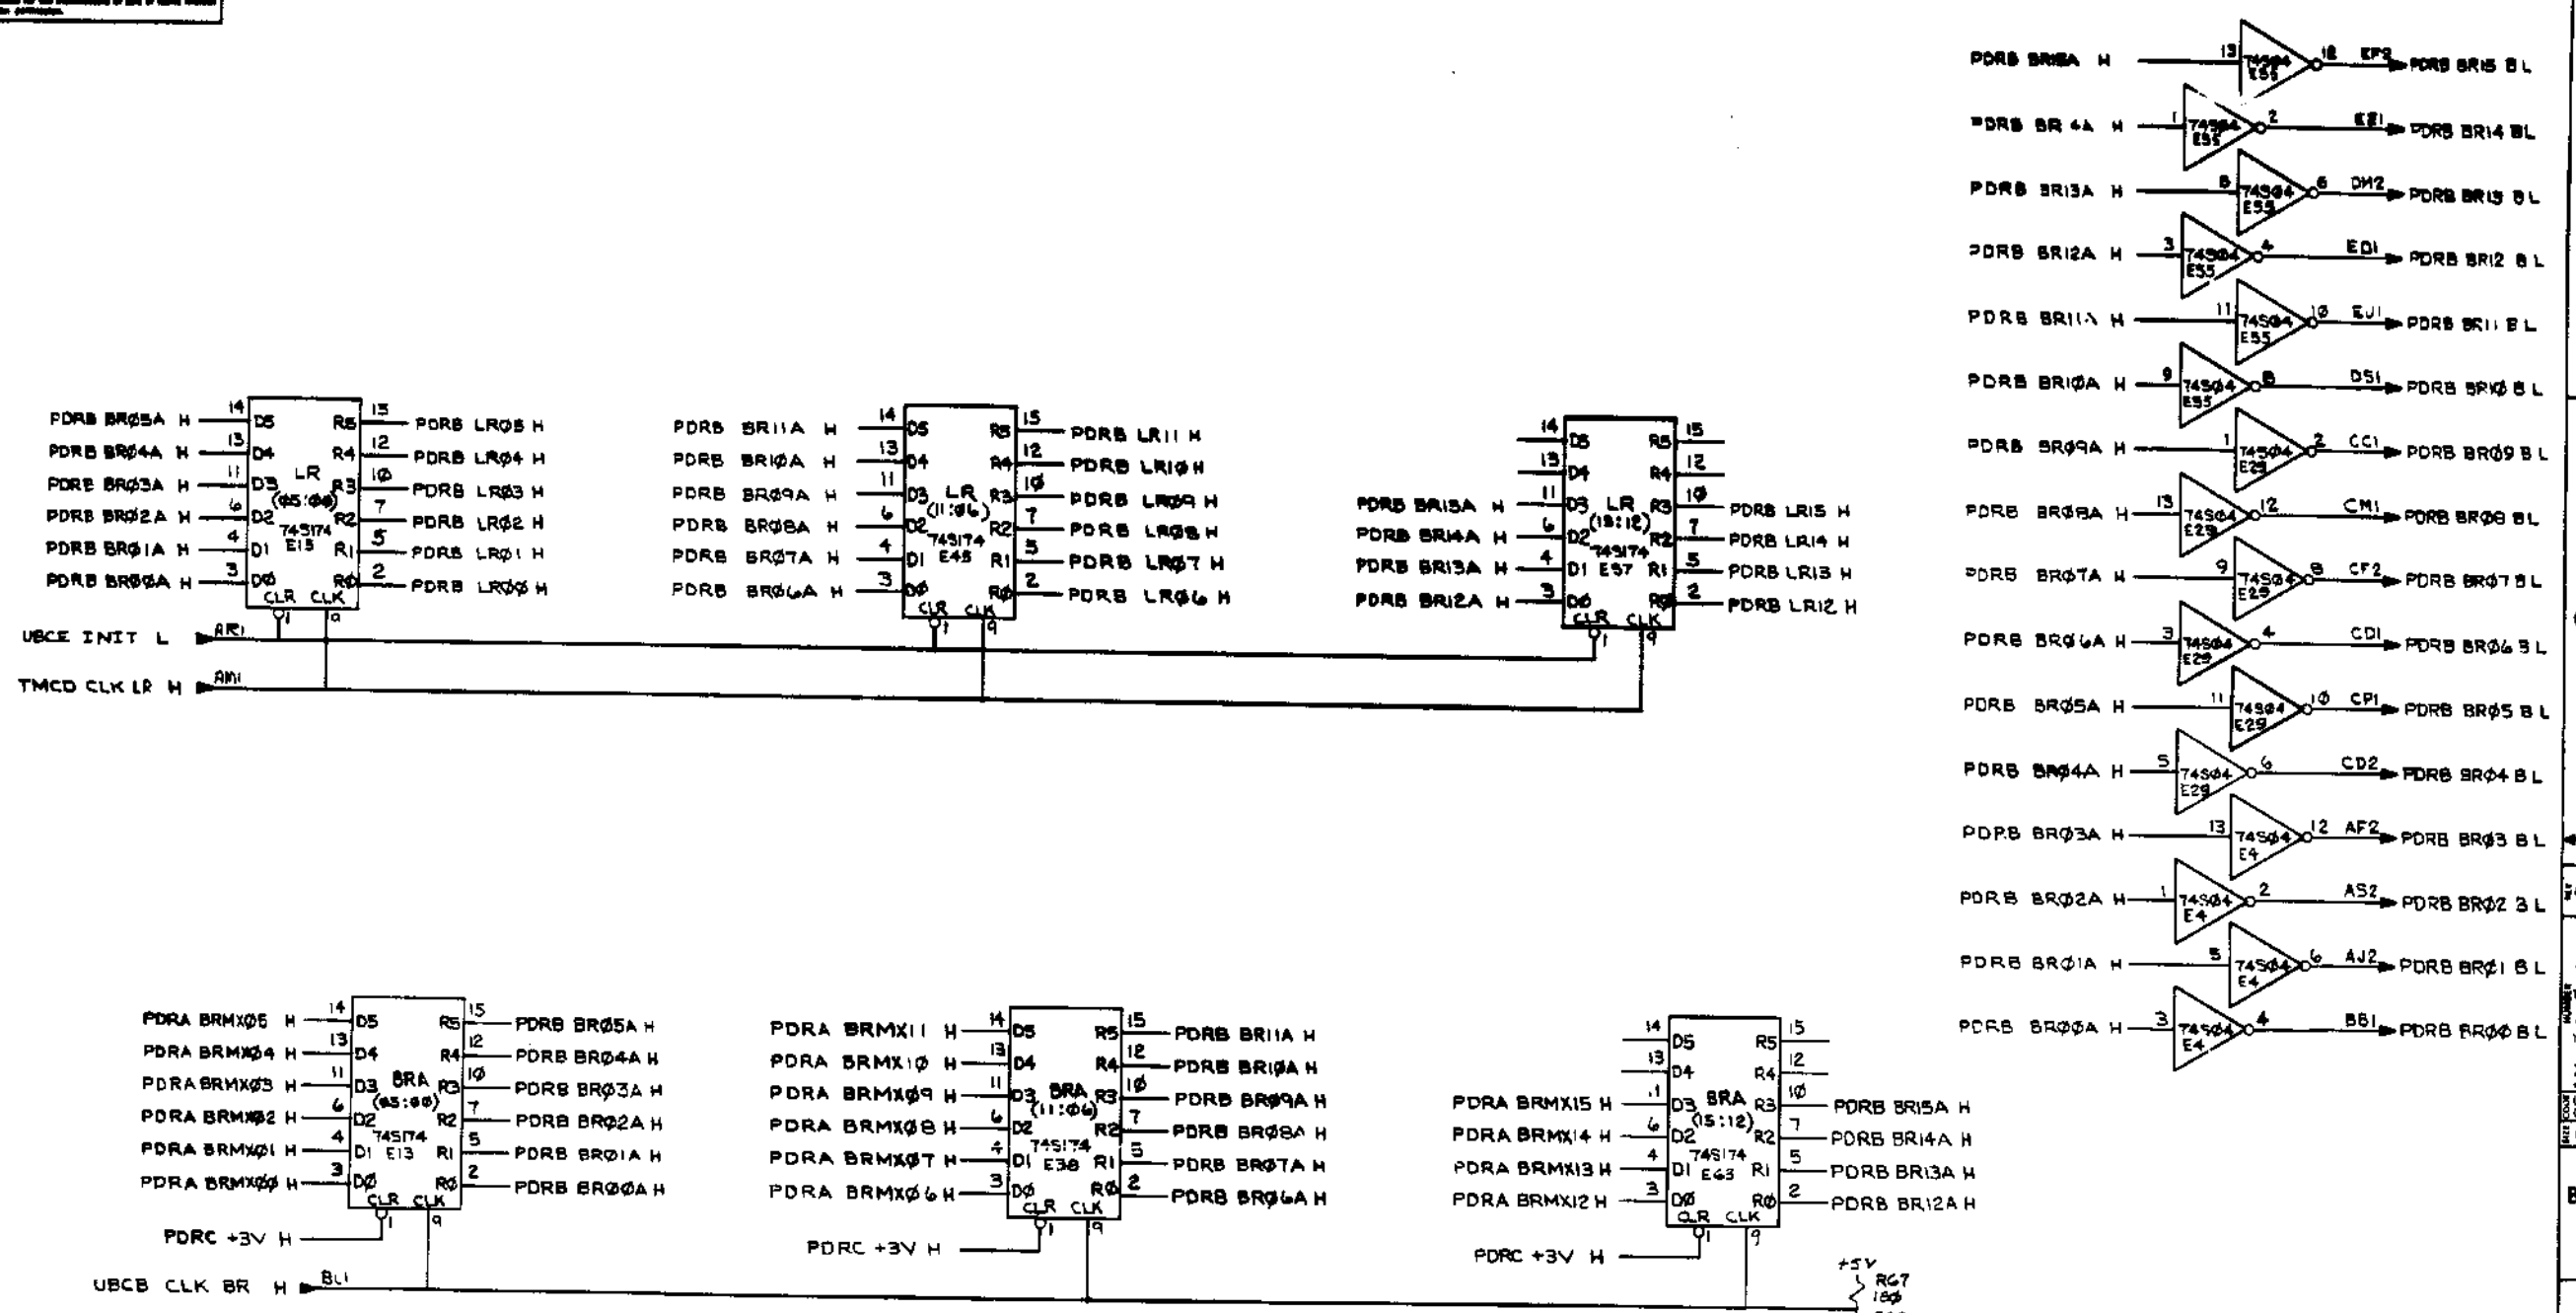 PDRB BR15A H 13 74S04 E55 12 EF2 PDRB BR15 B L
PDRB BR 4A H 1 74S04 E55 2 EE1 PDRB BR14 BL
PDRB BR13A H 5 74S04 E55 6 DM2 PDRB BR13 B L
PDRB BR12A H 3 74S04 E55 4 ED1 PDRB BR12 B L
PDRB BR11A H 11 74S04 E55 10 EJ1 PDRB BR11 B L
PDRB BR10A H 9 74S04 E55 8 DS1 PDRB BR10 B L
PDRB BR09A H 1 74S04 E29 2 CC1 PDRB BR09 B L
PDRB BR08A H 13 74S04 E29 12 CM1 PDRB BR08 BL
PDRB BR07A H 9 74S04 E29 8 CF2 PDRB BR07 B L
PDRB BR06A H 3 74S04 E29 4 CD1 PDRB BR06 B L
PDRB BR05A H 11 74S04 E29 10 CP1 PDRB BR05 B L
PDRB BR04A H 5 74S04 E29 6 CD2 PDRB BR04 B L
PDRB BR03A H 13 74S04 E4 12 AF2 PDRB BR03 B L
PDRB BR02A H 1 74S04 E4 2 AS2 PDRB BR02 B L
PDRB BR01A H 5 74S04 E4 6 AJ2 PDRB BR01 B L
PDRB BR00A H 3 74S04 E4 4 BB1 PDRB BR00 B L
PDRB BR05A H 14 D5 R5 15 PDRB LR05 H
PDRB BR04A H 13 D4 R4 12 PDRB LR04 H
PDRB BR03A H 11 D3 LR R3 10 PDRB LR03 H
(05:00)
PDRB BR02A H 6 D2 R2 7 PDRB LR02 H
74S174
PDRB BR01A H 4 D1 E15 R1 5 PDRB LR01 H
PDRB BR00A H 3 D0 R0 2 PDRB LR00 H
CLR CLK
1 9
PDRB BR11A H 14 D5 R5 15 PDRB LR11 H
PDRB BR10A H 13 D4 R4 12 PDRB LR10 H
PDRB BR09A H 11 D3 LR R3 10 PDRB LR09 H
(11:06)
PDRB BR08A H 6 D2 R2 7 PDRB LR08 H
74S174
PDRB BR07A H 4 D1 E45 R1 5 PDRB LR07 H
PDRB BR06A H 3 D0 R0 2 PDRB LR06 H
CLR CLK
1 9
14 D5 R5 15
13 D4 R4 12
PDRB BR15A H 11 D3 LR R3 10 PDRB LR15 H
(15:12)
PDRB BR14A H 6 D2 R2 7 PDRB LR14 H
74S174
PDRB BR13A H 4 D1 E57 R1 5 PDRB LR13 H
PDRB BR12A H 3 D0 R0 2 PDRB LR12 H
CLR CLK
1 9
UBCE INIT L AR1
TMCD CLK LR H AM1
PDRA BRMX05 H 14 D5 R5 15 PDRB BR05A H
PDRA BRMX04 H 13 D4 R4 12 PDRB BR04A H
PDRA BRMX03 H 11 D3 BRA R3 10 PDRB BR03A H
(05:00)
PDRA BRMX02 H 6 D2 R2 7 PDRB BR02A H
74S174
PDRA BRMX01 H 4 D1 E13 R1 5 PDRB BR01A H
PDRA BRMX00 H 3 D0 R0 2 PDRB BR00A H
CLR CLK
1 9
PDRC +3V H
PDRA BRMX11 H 14 D5 R5 15 PDRB BR11A H
PDRA BRMX10 H 13 D4 R4 12 PDRB BR10A H
PDRA BRMX09 H 11 D3 BRA R3 10 PDRB BR09A H
(11:06)
PDRA BRMX08 H 6 D2 R2 7 PDRB BR08A H
74S174
PDRA BRMX07 H 4 D1 E38 R1 5 PDRB BR07A H
PDRA BRMX06 H 3 D0 R0 2 PDRB BR06A H
CLR CLK
1 9
PDRC +3V H
14 D5 R5 15
13 D4 R4 12
PDRA BRMX15 H 11 D3 BRA R3 10 PDRB BR15A H
(15:12)
PDRA BRMX14 H 6 D2 R2 7 PDRB BR14A H
74S174
PDRA BRMX13 H 4 D1 E63 R1 5 PDRB BR13A H
PDRA BRMX12 H 3 D0 R0 2 PDRB BR12A H
CLR CLK
1 9
PDRC +3V H
UBCB CLK BR H BL1
+5V
R67
180
NUMBER
SIZE CODE
REV